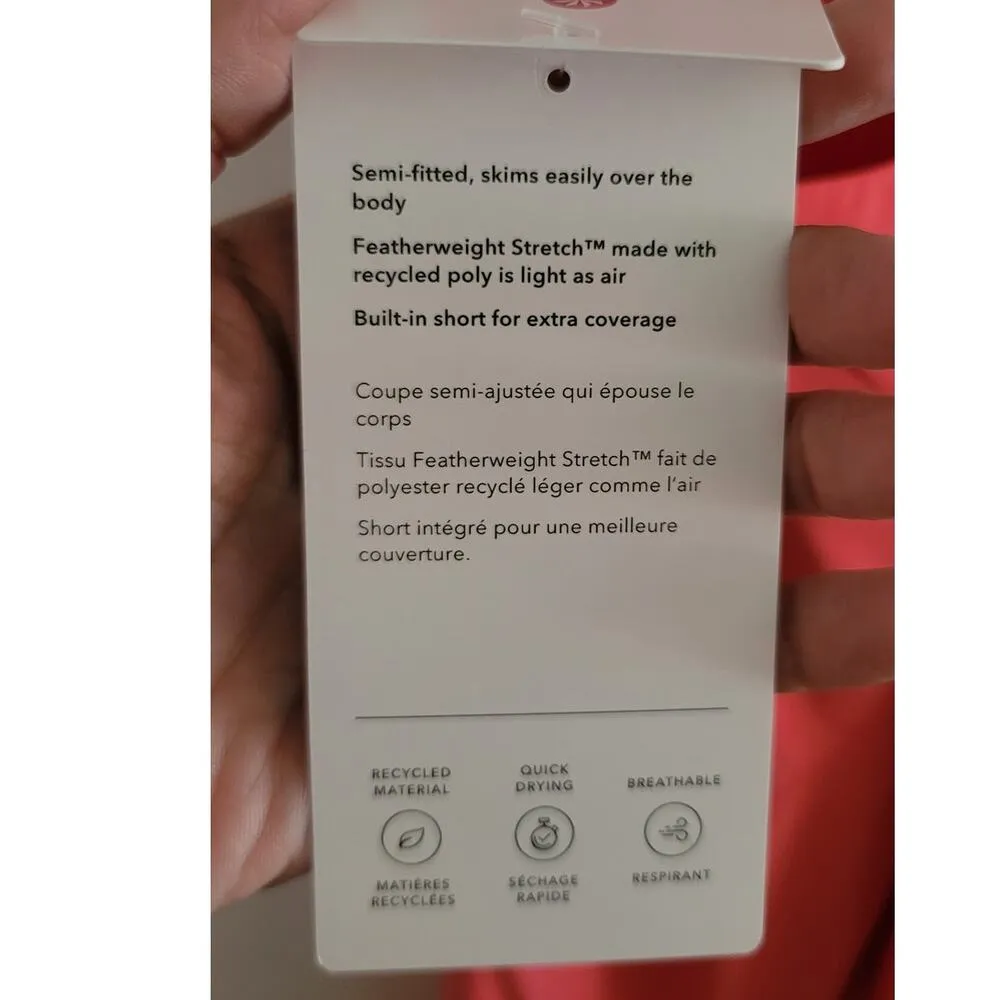 Semi-fitted, skims easily over the
body
Featherweight Stretch™ made with
recycled poly is light as air
Built-in short for extra coverage
Coupe semi-ajustée qui épouse le
corps
Tissu Featherweight Stretch™ fait de
polyester recyclé léger comme l'air
Short intégré pour une meilleure
couverture.
RECYCLED
MATERIAL
QUICK
DRYING
BREATHABLE
MATIÈRES
RECYCLÉES
SÉCHAGE
RAPIDE
RESPIRANT